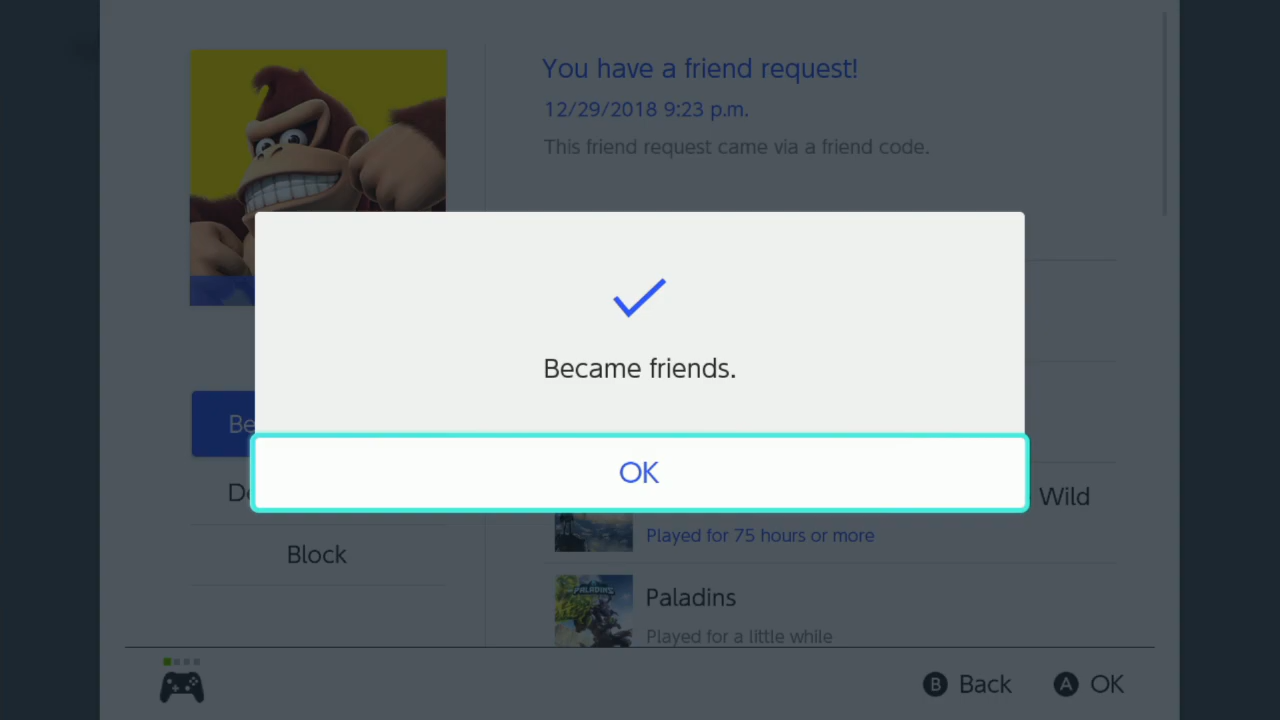 You have a friend request!
12/29/2018 9:23 p.m.
This friend request came via a friend code.
Became friends.
OK
Block
Wild
Played for 75 hours or more
PALADINS
Paladins
Played for a little while
B Back
A OK